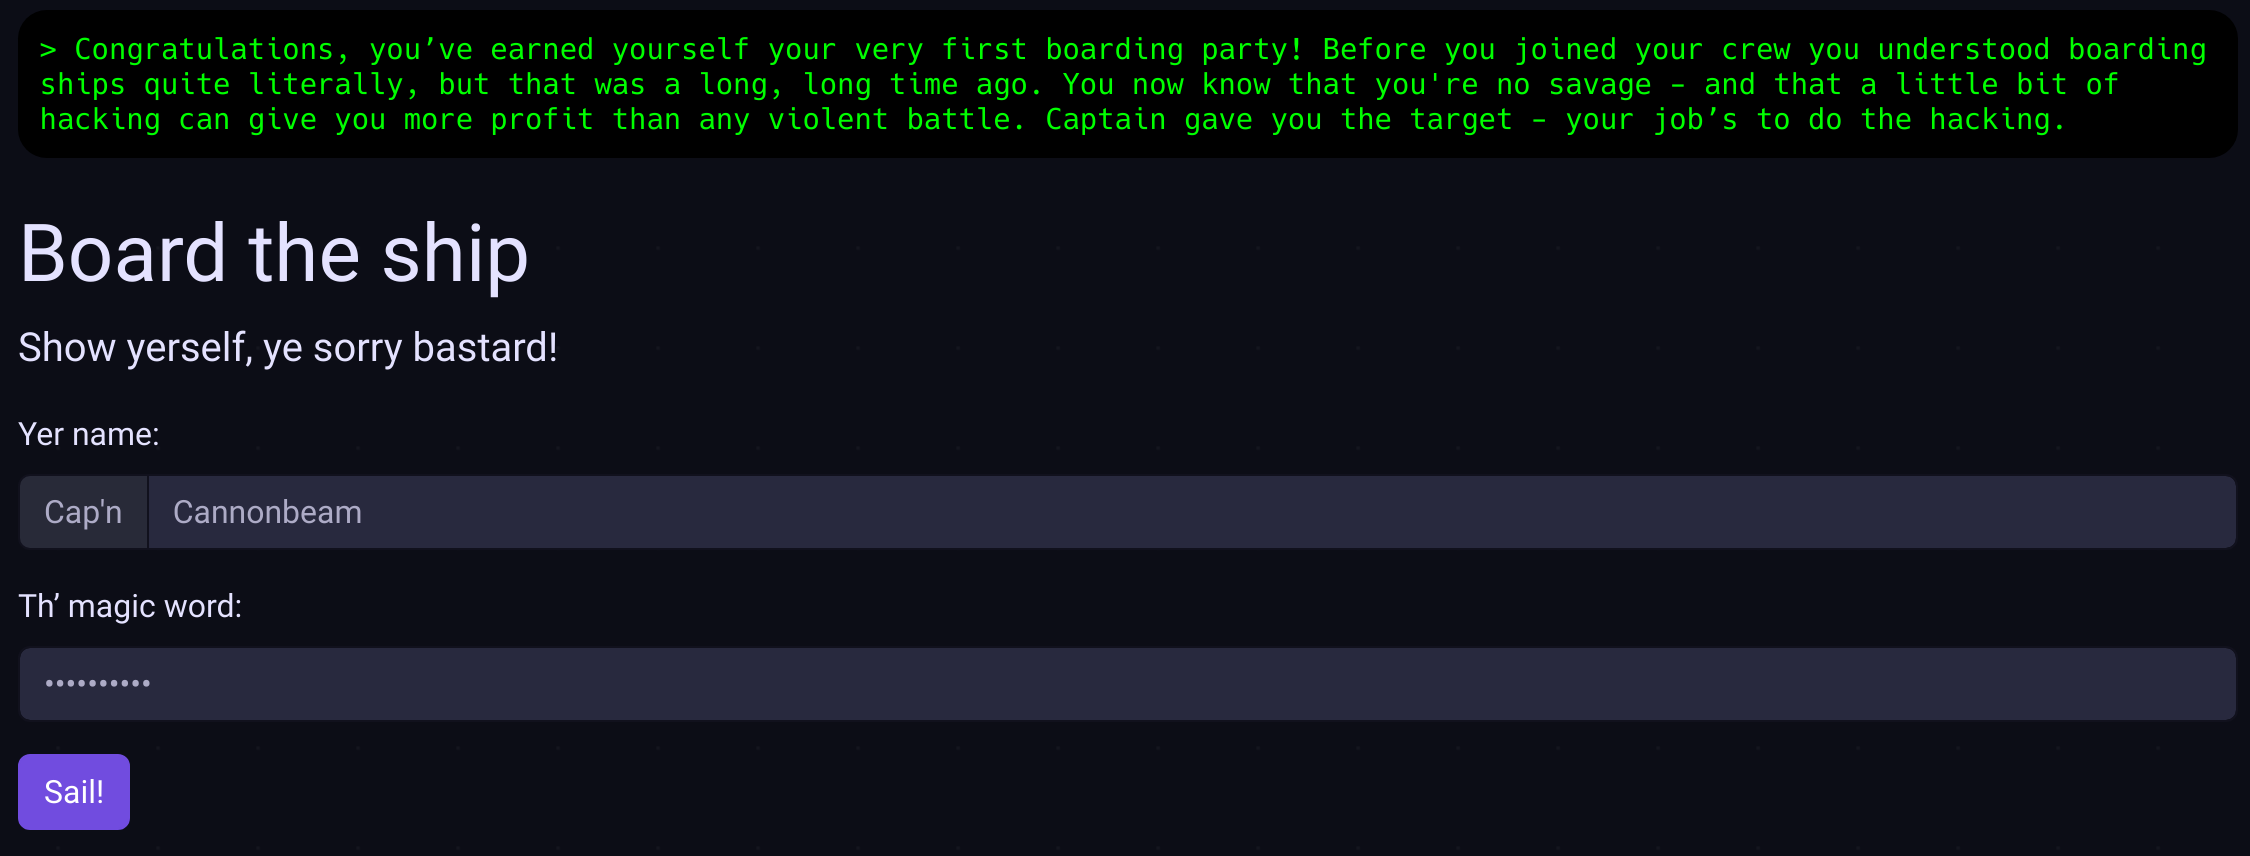 > Congratulations, you’ve earned yourself your very first boarding party! Before you joined your crew you understood boarding
ships quite literally, but that was a long, long time ago. You now know that you're no savage – and that a little bit of
hacking can give you more profit than any violent battle. Captain gave you the target – your job’s to do the hacking.
Board the ship
Show yerself, ye sorry bastard!
Yer name:
Cap'n Cannonbeam
Th’ magic word:
••••••••••
Sail!